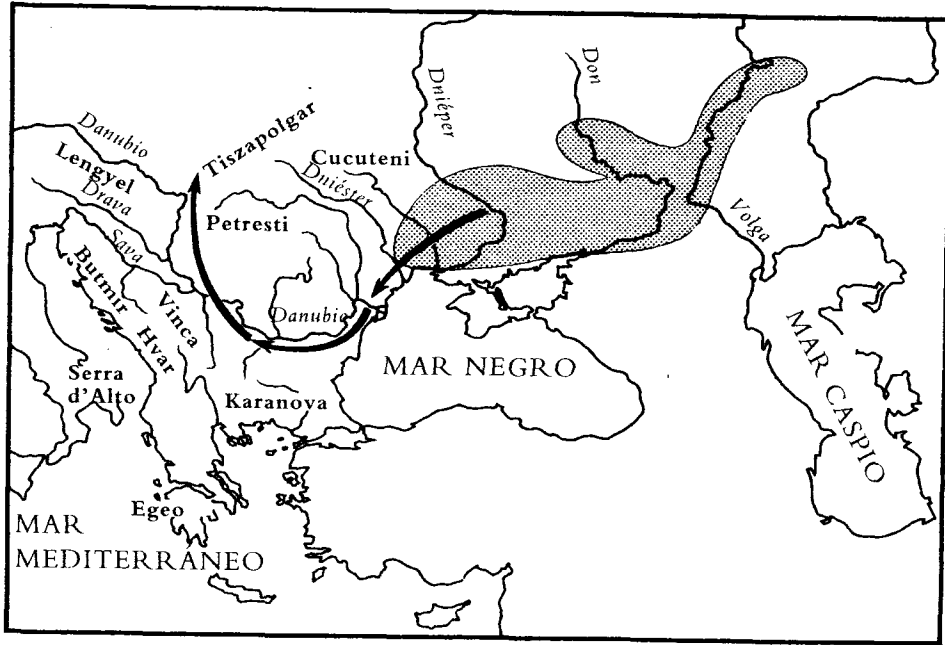 Danubio
Lengyel
Drava
Sava
Butmir
Hvar
Vinca
Serra
d'Alto
Egeo
MAR
MEDITERRÁNEO
Tiszapolgar
Petresti
Cucuteni
Dniéster
Danubio
Karanova
Dniéper
Don
Volga
MAR NEGRO
MAR CASPIO